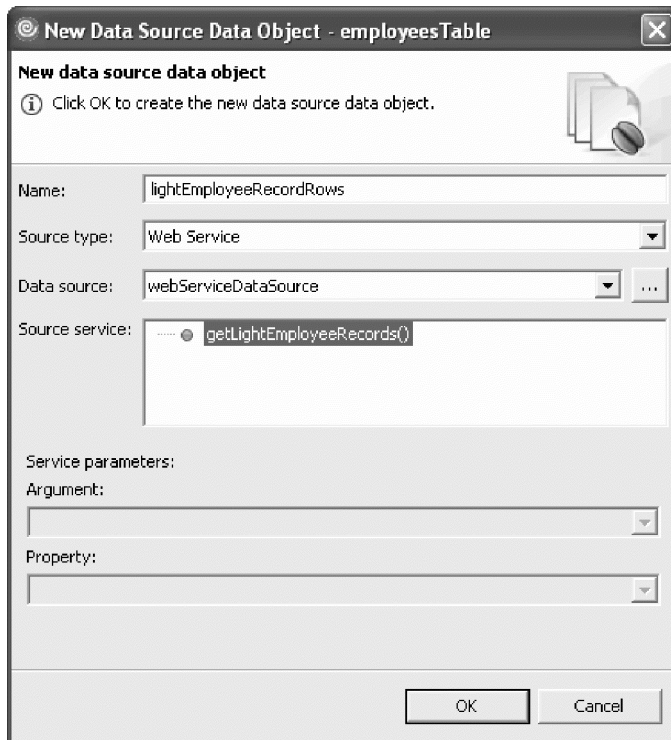 New Data Source Data Object - employeesTable
New data source data object
Click OK to create the new data source data object.
Name: lightEmployeeRecordRows
Source type: Web Service
Data source: webServiceDataSource ...
Source service: getLightEmployeeRecords()
Service parameters:
Argument:
Property:
OK Cancel